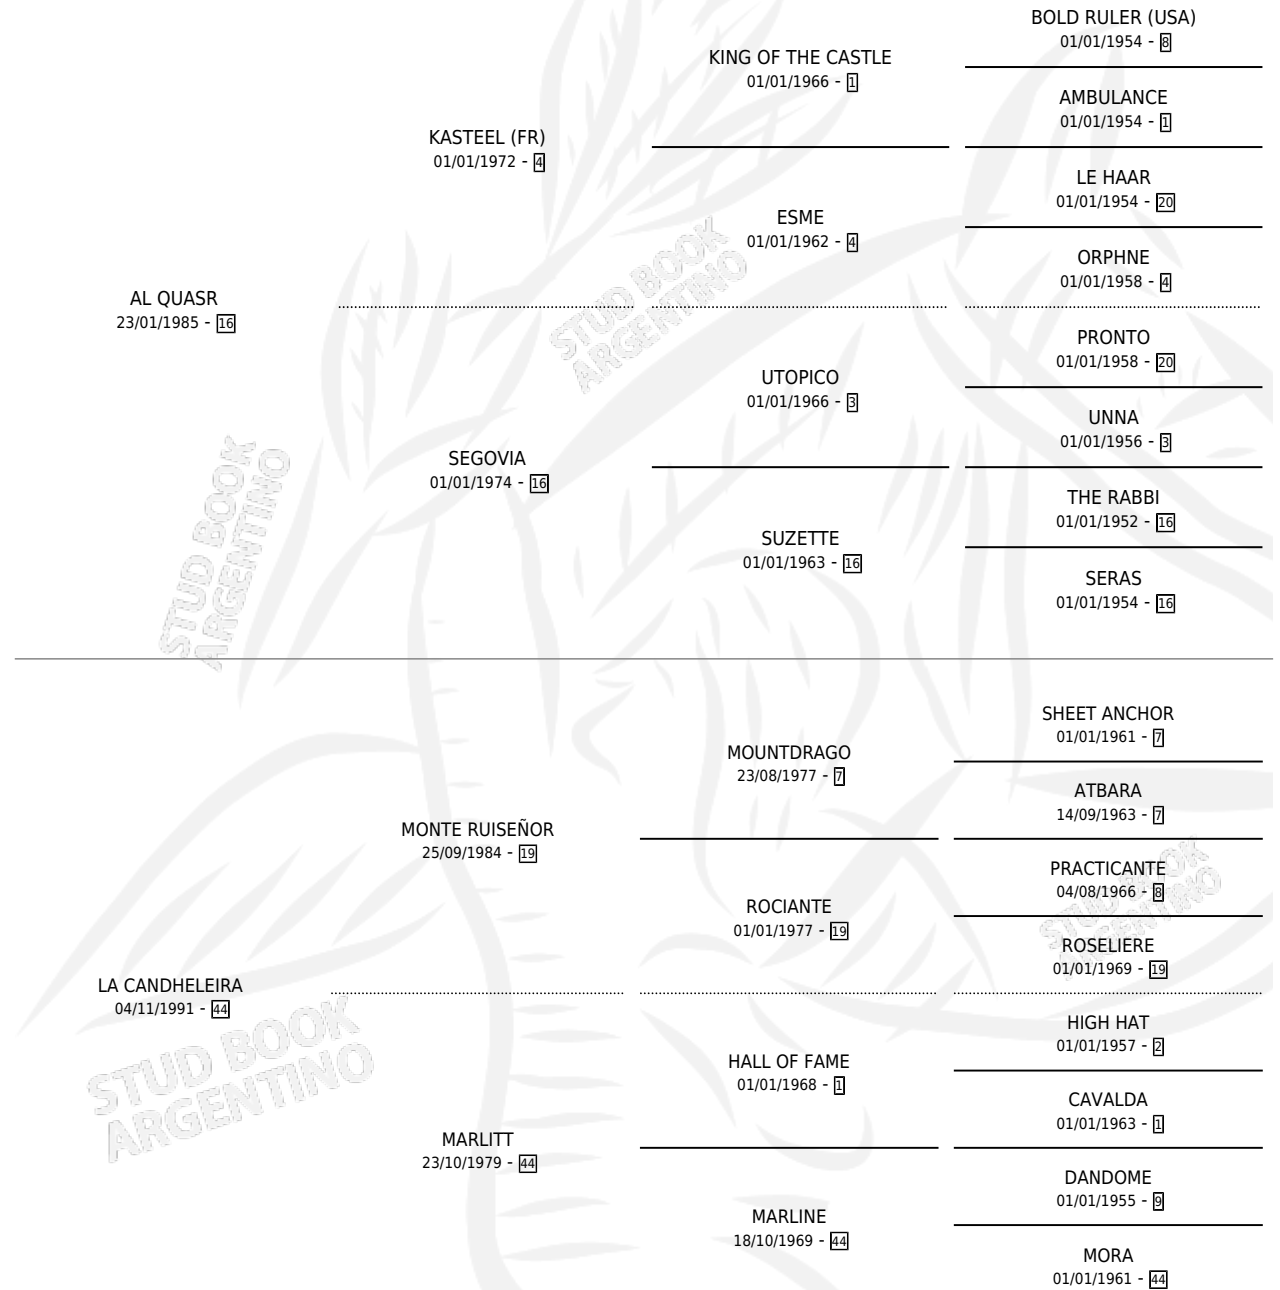 BOLD RULER (USA)
01/01/1954 - 8
KING OF THE CASTLE
01/01/1966 - 1
AMBULANCE
01/01/1954 - 1
KASTEEL (FR)
01/01/1972 - 4
LE HAAR
01/01/1954 - 20
ESME
01/01/1962 - 4
ORPHNE
01/01/1958 - 4
AL QUASR
23/01/1985 - 16
PRONTO
01/01/1958 - 20
UTOPICO
01/01/1966 - 3
UNNA
01/01/1956 - 3
SEGOVIA
01/01/1974 - 16
THE RABBI
01/01/1952 - 16
SUZETTE
01/01/1963 - 16
SERAS
01/01/1954 - 16
STUD BOOK
ARGENTINO
STUD BOOK
ARGENTINO
SHEET ANCHOR
01/01/1961 - 7
MOUNTDRAGO
23/08/1977 - 7
ATBARA
14/09/1963 - 7
MONTE RUISEÑOR
25/09/1984 - 19
PRACTICANTE
04/08/1966 - 8
ROCIANTE
01/01/1977 - 19
ROSELIERE
01/01/1969 - 19
LA CANDHELEIRA
04/11/1991 - 44
HIGH HAT
01/01/1957 - 2
HALL OF FAME
01/01/1968 - 1
CAVALDA
01/01/1963 - 1
MARLITT
23/10/1979 - 44
DANDOME
01/01/1955 - 9
MARLINE
18/10/1969 - 44
MORA
01/01/1961 - 44
STUD BOOK
ARGENTINO
STUD BOOK
ARGENTINO